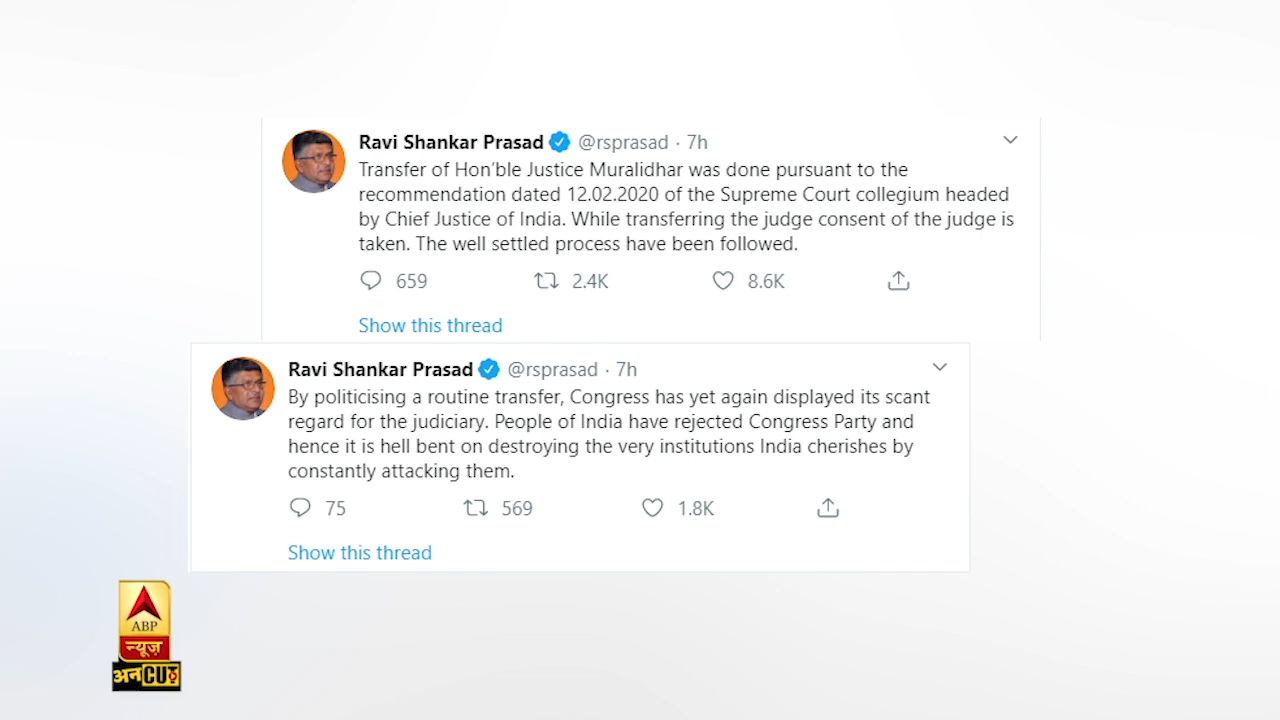 Ravi Shankar Prasad @rsprasad · 7h
Transfer of Hon'ble Justice Muralidhar was done pursuant to the
recommendation dated 12.02.2020 of the Supreme Court collegium headed
by Chief Justice of India. While transferring the judge consent of the judge is
taken. The well settled process have been followed.
659 2.4K 8.6K
Show this thread
Ravi Shankar Prasad @rsprasad · 7h
By politicising a routine transfer, Congress has yet again displayed its scant
regard for the judiciary. People of India have rejected Congress Party and
hence it is hell bent on destroying the very institutions India cherishes by
constantly attacking them.
75 569 1.8K
Show this thread
ABP
न्यूज़
अनCUट